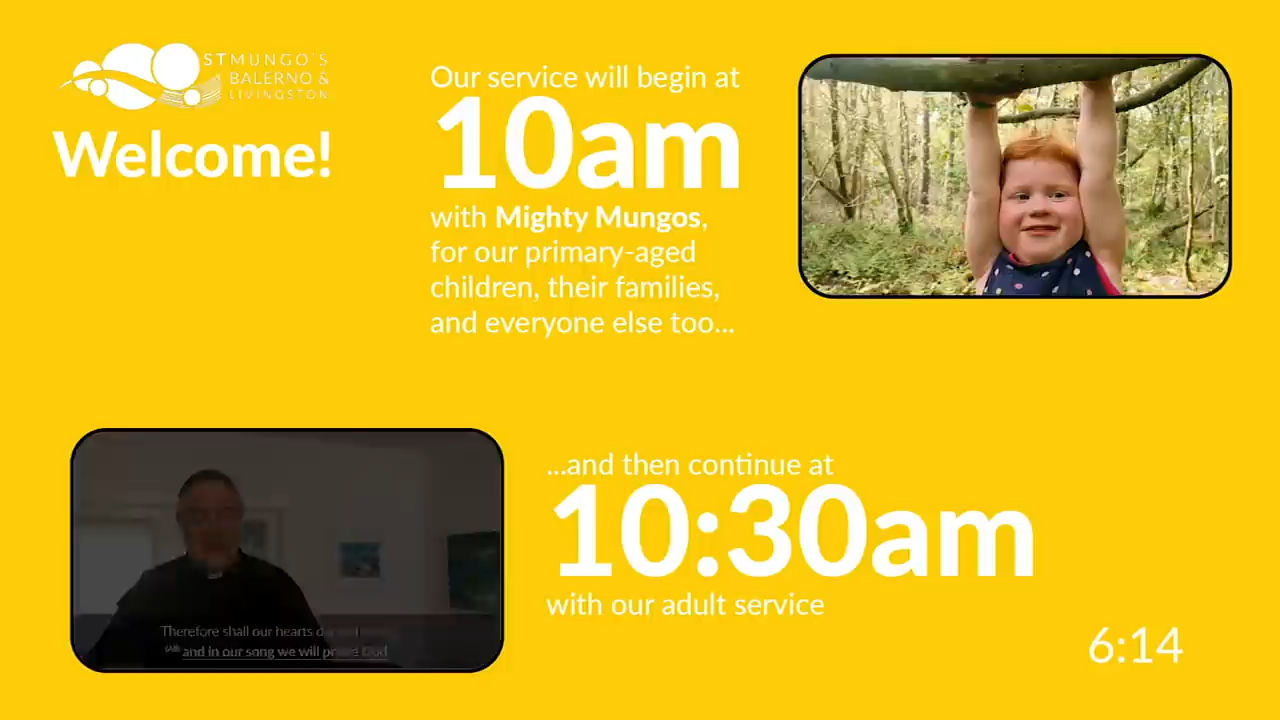 STMUNGO'S
BALERNO &
LIVINGSTON
Welcome!
Our service will begin at
10am
with Mighty Mungos,
for our primary-aged
children, their families,
and everyone else too...
...and then continue at
10:30am
with our adult service
Therefore shall our hearts
(All) and in our song we will praise God
6:14